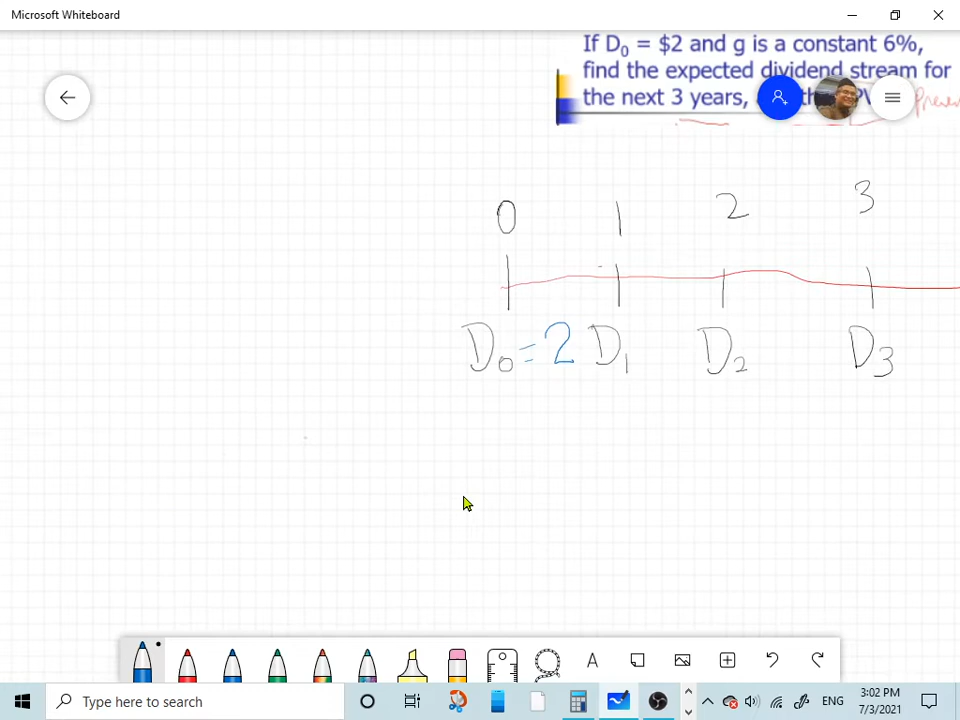 Microsoft Whiteboard
If D₀ = $2 and g is a constant 6%,
find the expected dividend stream for
the next 3 years,
0 1 2 3
D₀ = 2 D₁ D₂ D₃
A
Type here to search
ENG
3:02 PM
7/3/2021